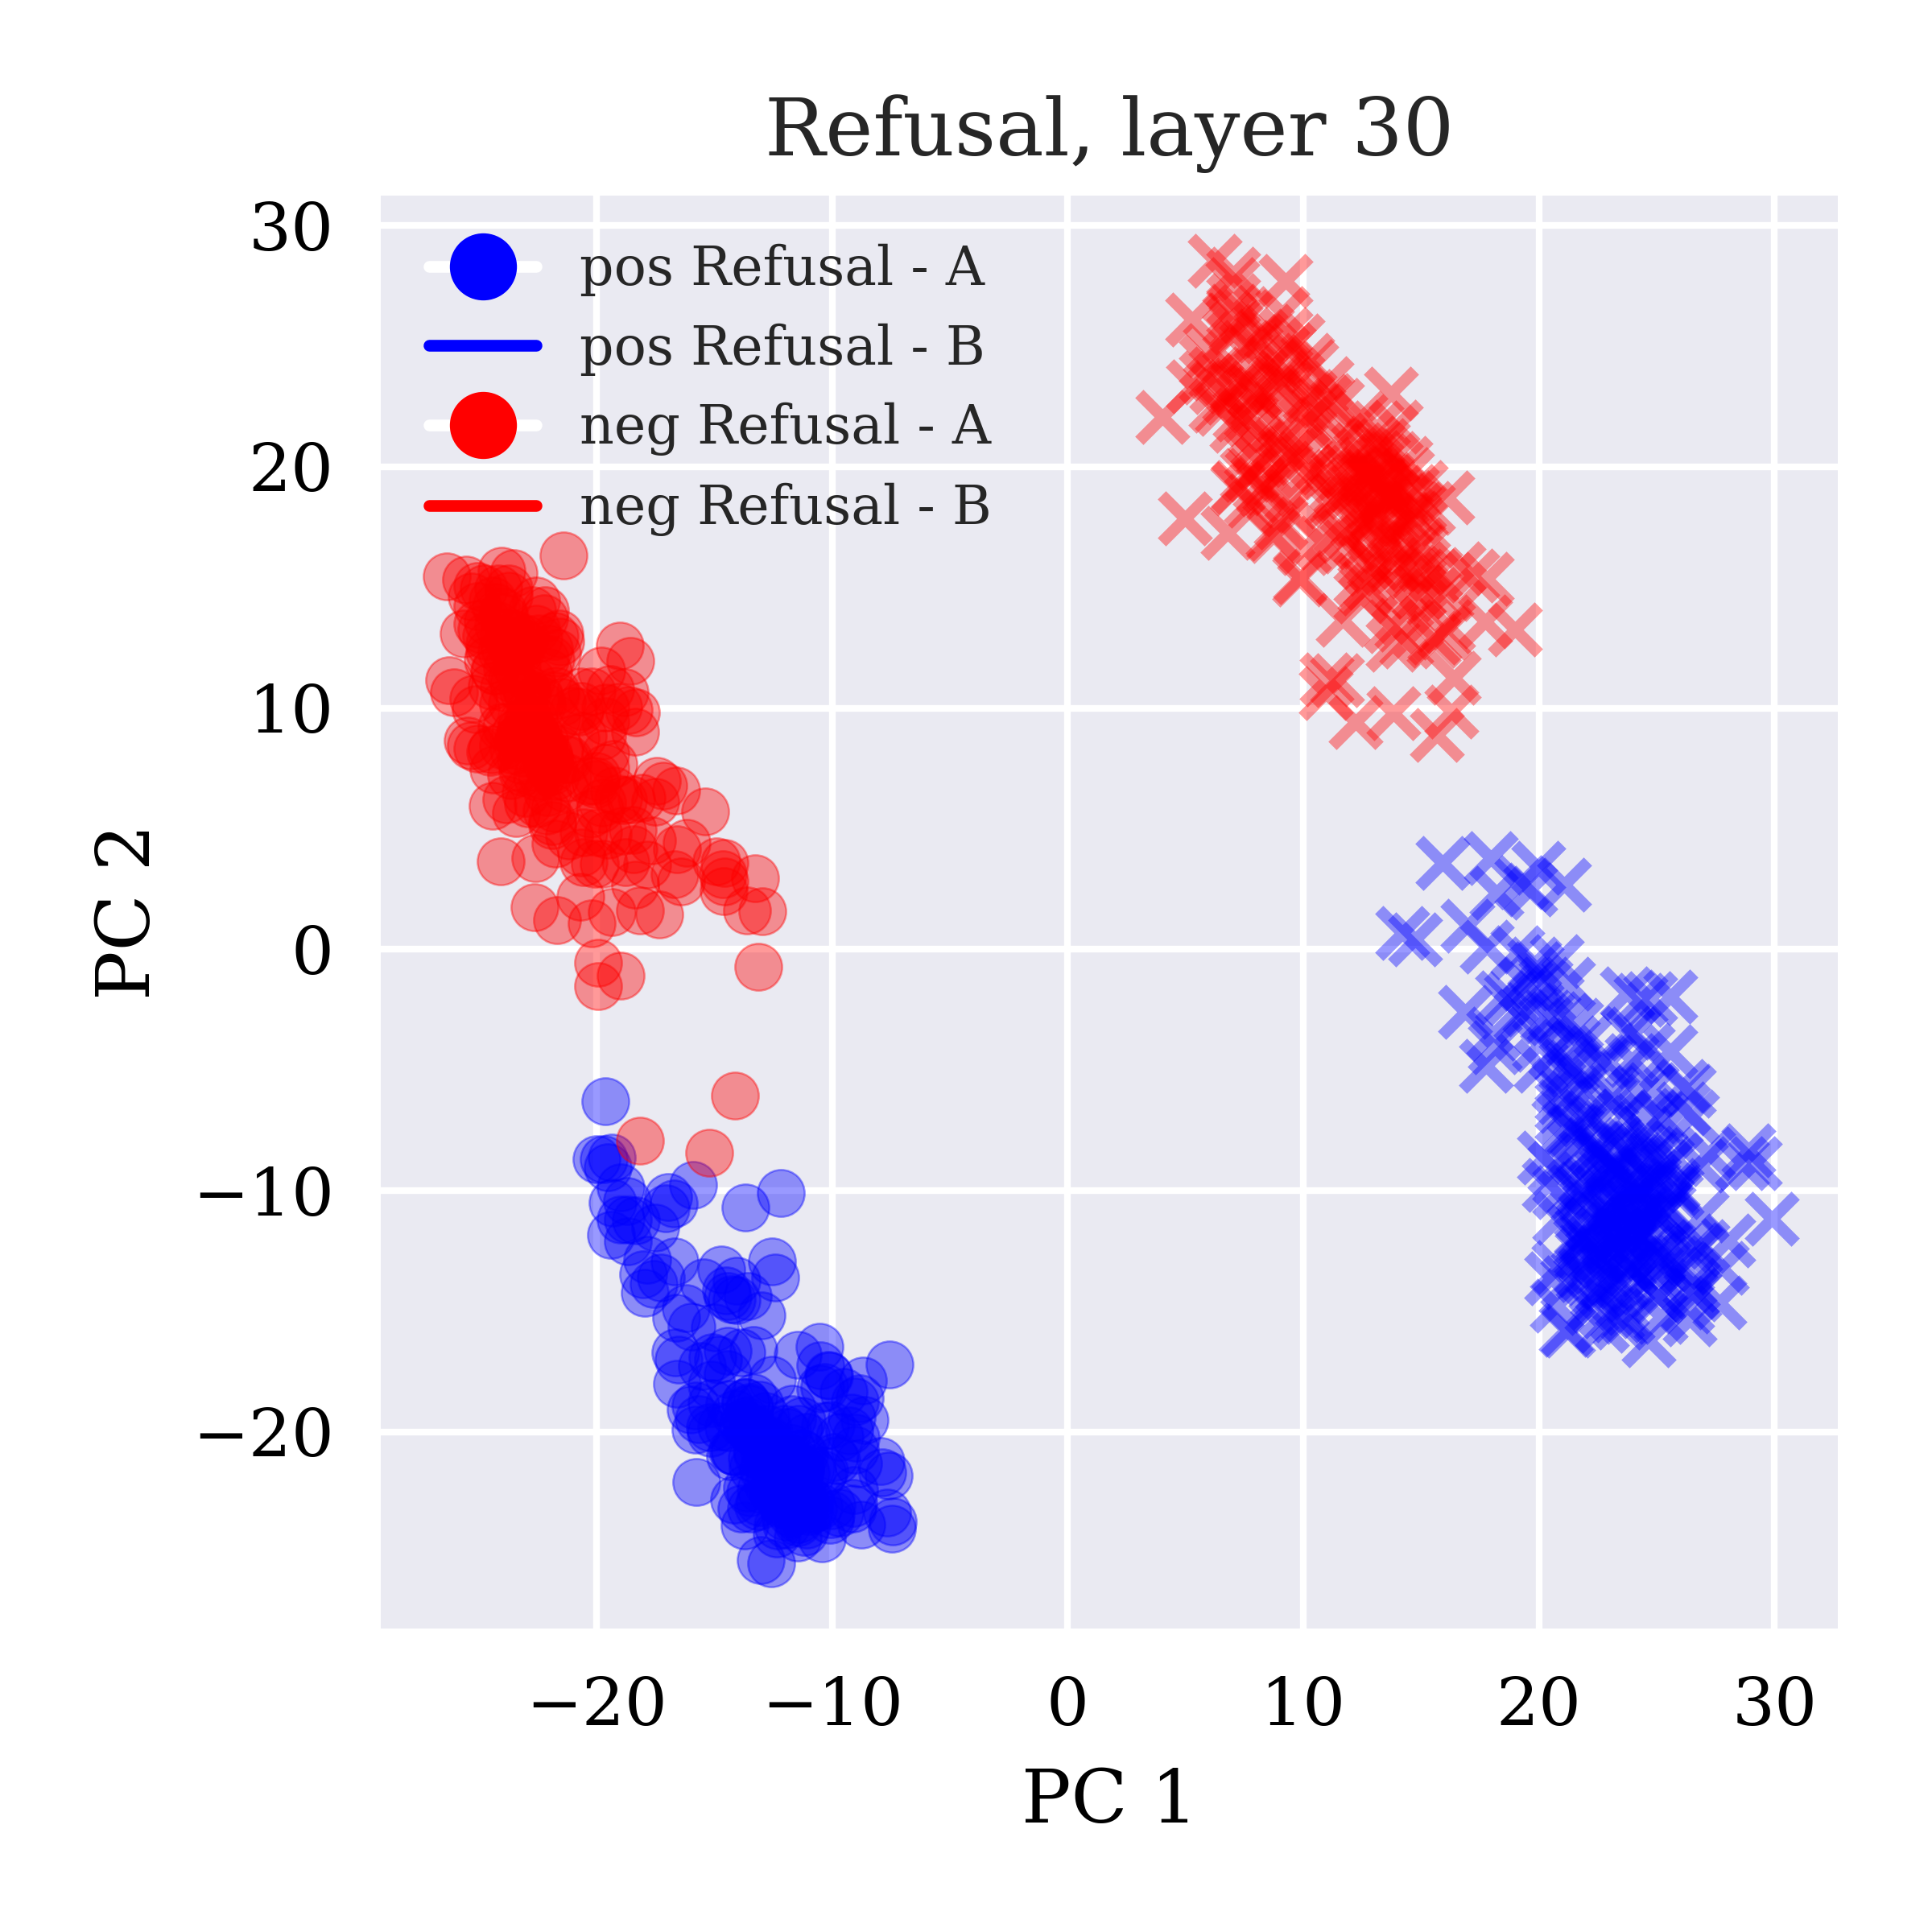 Refusal, layer 30
30
20
10
0
−10
−20
PC 2
pos Refusal - A
pos Refusal - B
neg Refusal - A
neg Refusal - B
−20 −10 0 10 20 30
PC 1